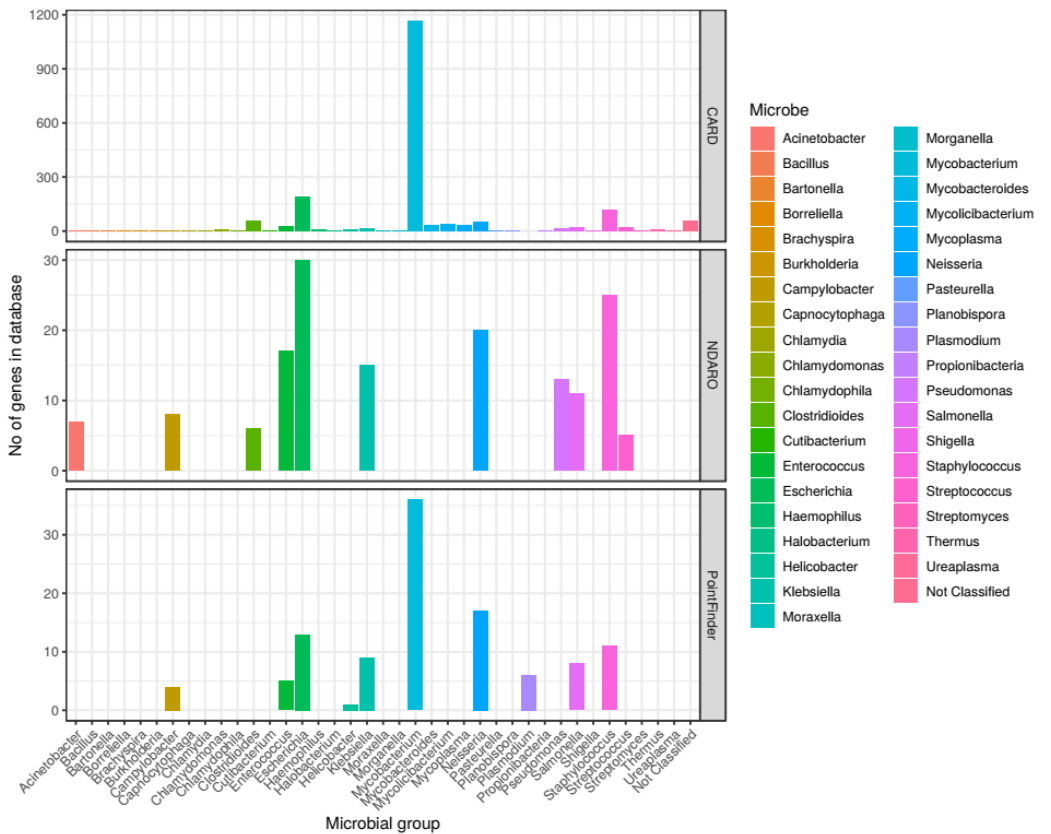 1200
900
600
300
0
CARD
30
20
10
0
NDARO
30
20
10
0
PointFinder
No of genes in database
Acinetobacter
Bacillus
Bartonella
Borreliella
Brachyspira
Burkholderia
Campylobacter
Capnocytophaga
Chlamydia
Chlamydomonas
Chlamydophila
Clostridioides
Cutibacterium
Enterococcus
Escherichia
Haemophilus
Halobacterium
Helicobacter
Klebsiella
Moraxella
Morganella
Mycobacterium
Mycobacteroides
Mycolicibacterium
Mycoplasma
Neisseria
Pasteurella
Planobispora
Plasmodium
Propionibacteria
Pseudomonas
Salmonella
Shigella
Staphylococcus
Streptococcus
Streptomyces
Thermus
Ureaplasma
Not Classified
Microbial group
Microbe
Acinetobacter
Bacillus
Bartonella
Borreliella
Brachyspira
Burkholderia
Campylobacter
Capnocytophaga
Chlamydia
Chlamydomonas
Chlamydophila
Clostridioides
Cutibacterium
Enterococcus
Escherichia
Haemophilus
Halobacterium
Helicobacter
Klebsiella
Moraxella
Morganella
Mycobacterium
Mycobacteroides
Mycolicibacterium
Mycoplasma
Neisseria
Pasteurella
Planobispora
Plasmodium
Propionibacteria
Pseudomonas
Salmonella
Shigella
Staphylococcus
Streptococcus
Streptomyces
Thermus
Ureaplasma
Not Classified